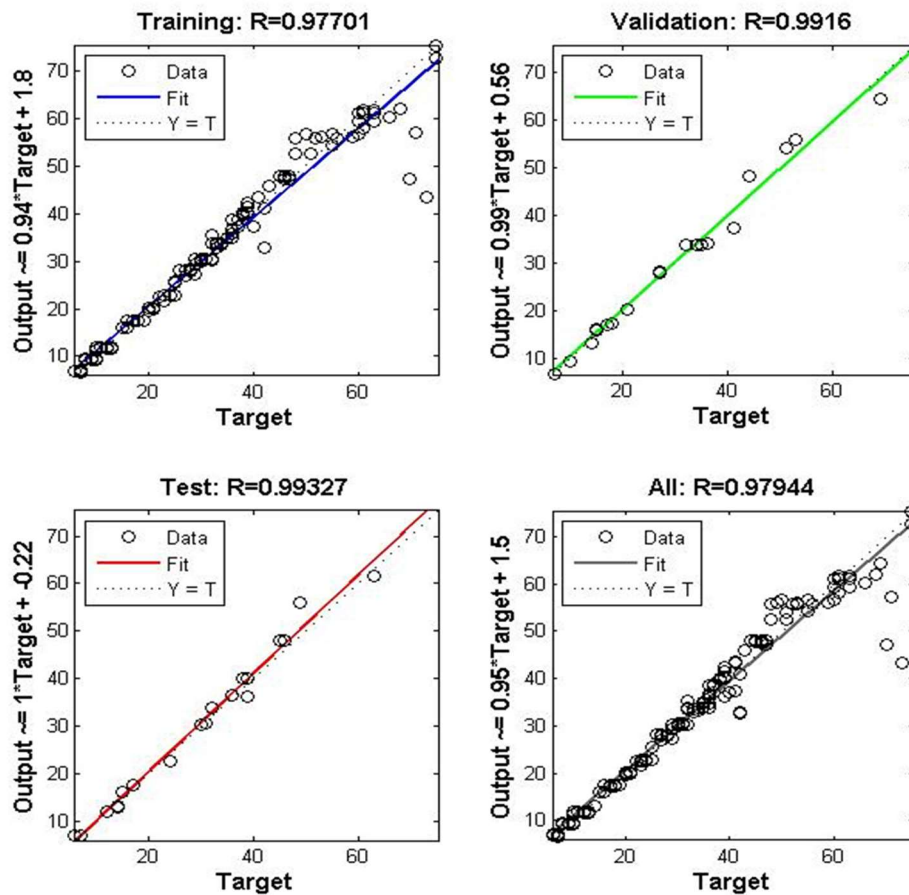 Training: R=0.97701
Output ~= 0.94*Target + 1.8
70
60
50
40
30
20
10
Data
Fit
Y = T
20
40
60
Target
Validation: R=0.9916
Output ~= 0.99*Target + 0.56
70
60
50
40
30
20
10
Data
Fit
Y = T
20
40
60
Target
Test: R=0.99327
Output ~= 1*Target + -0.22
70
60
50
40
30
20
10
Data
Fit
Y = T
20
40
60
Target
All: R=0.97944
Output ~= 0.95*Target + 1.5
70
60
50
40
30
20
10
Data
Fit
Y = T
20
40
60
Target